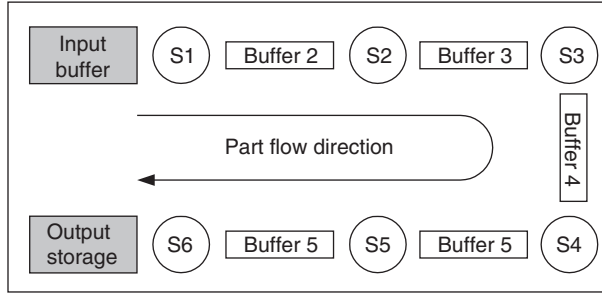 Input
buffer
S1
Buffer 2
S2
Buffer 3
S3
Part flow direction
Buffer 4
Output
storage
S6
Buffer 5
S5
Buffer 5
S4